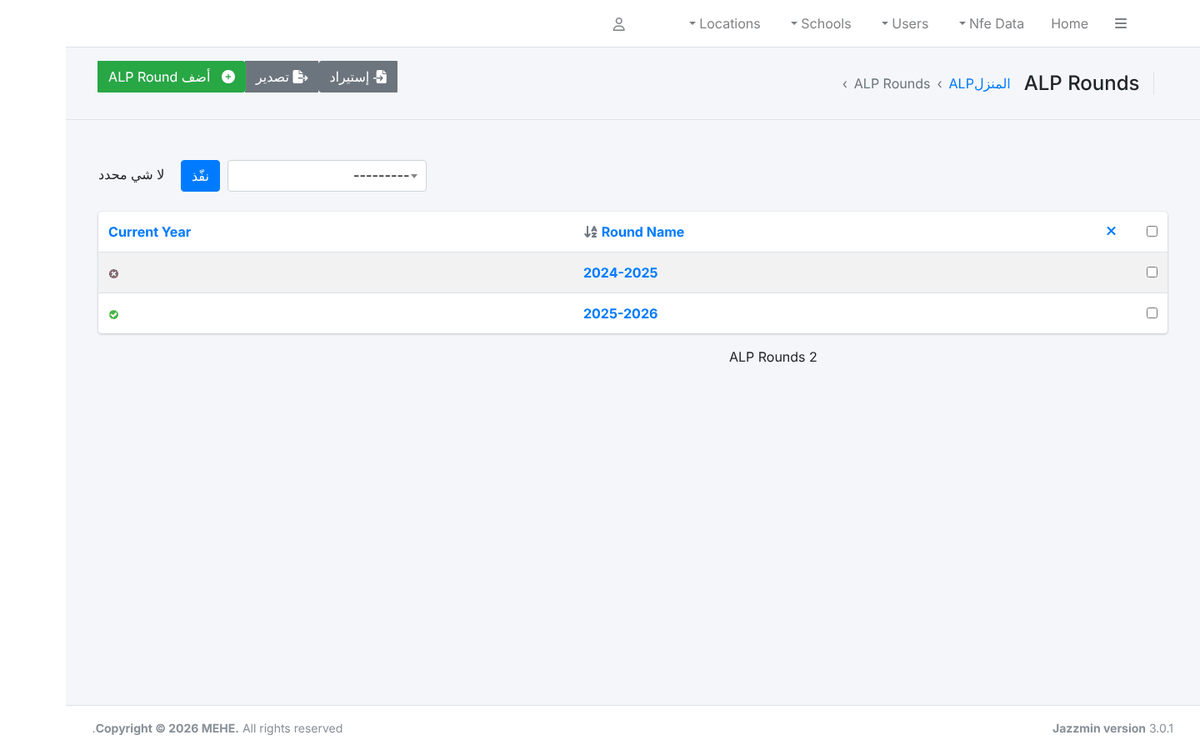 Home Nfe Data Users Schools Locations
ALP Rounds المنزل ALP › ALP Rounds ›
إستيراد تصدير أضف ALP Round
--------- نفّذ لا شي محدد
Round Name Current Year
2024-2025
2025-2026
2 ALP Rounds
Jazzmin version 3.0.1
Copyright © 2026 MEHE. All rights reserved.